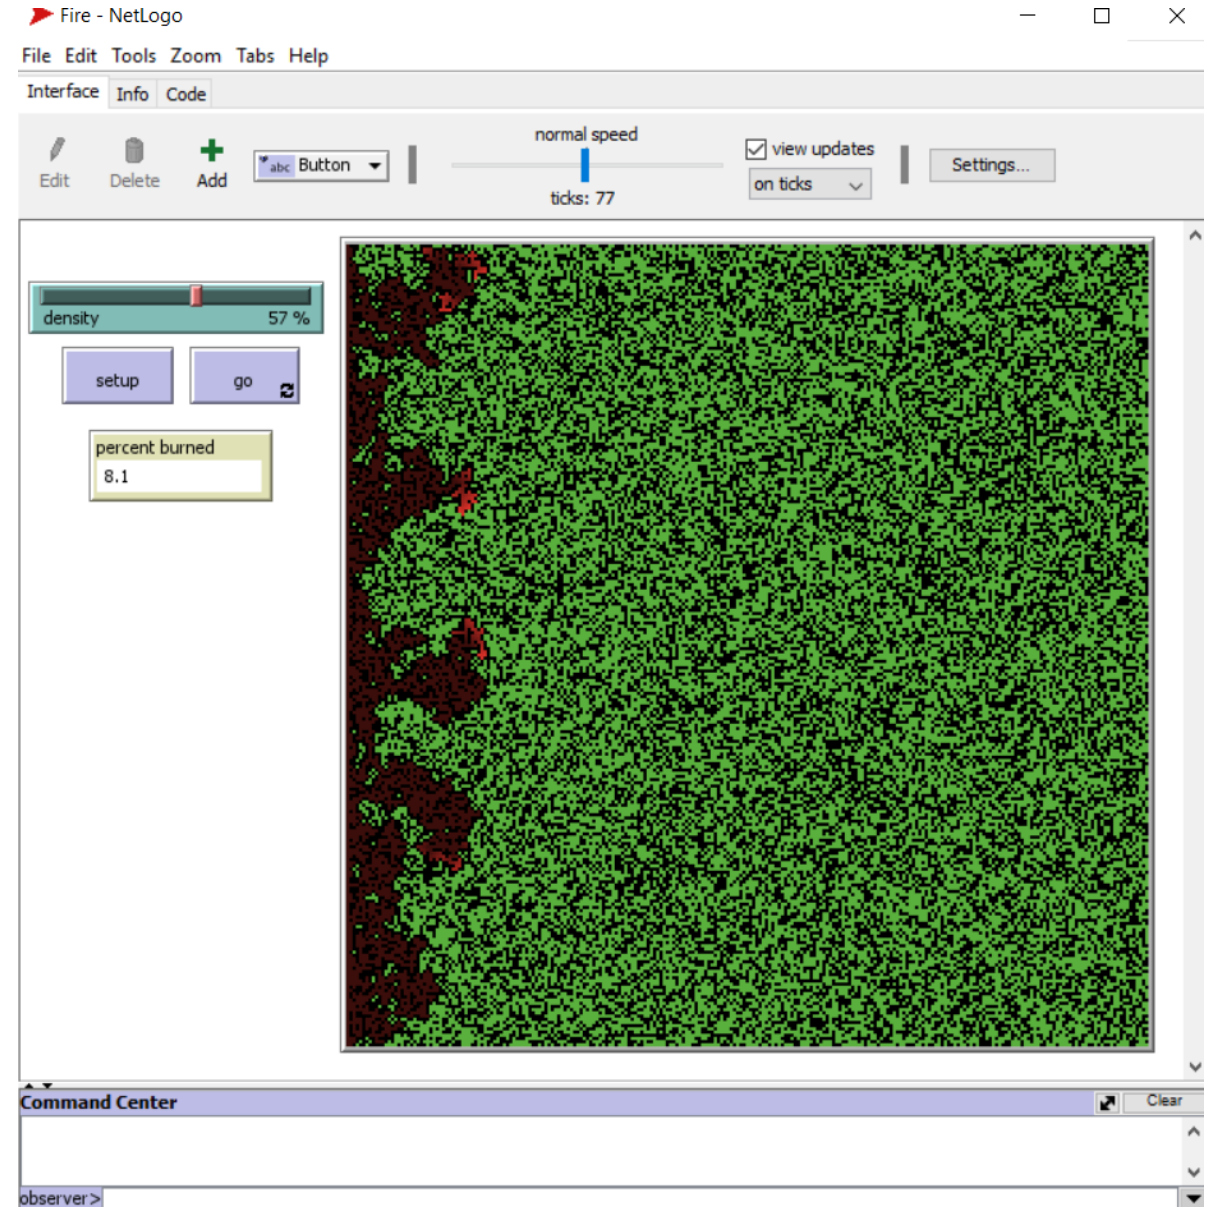 Fire - NetLogo
File Edit Tools Zoom Tabs Help
Interface Info Code
normal speed
Edit Delete Add abc Button view updates Settings...
on ticks
ticks: 77
density 57 %
setup go
percent burned
8.1
Command Center Clear
observer>